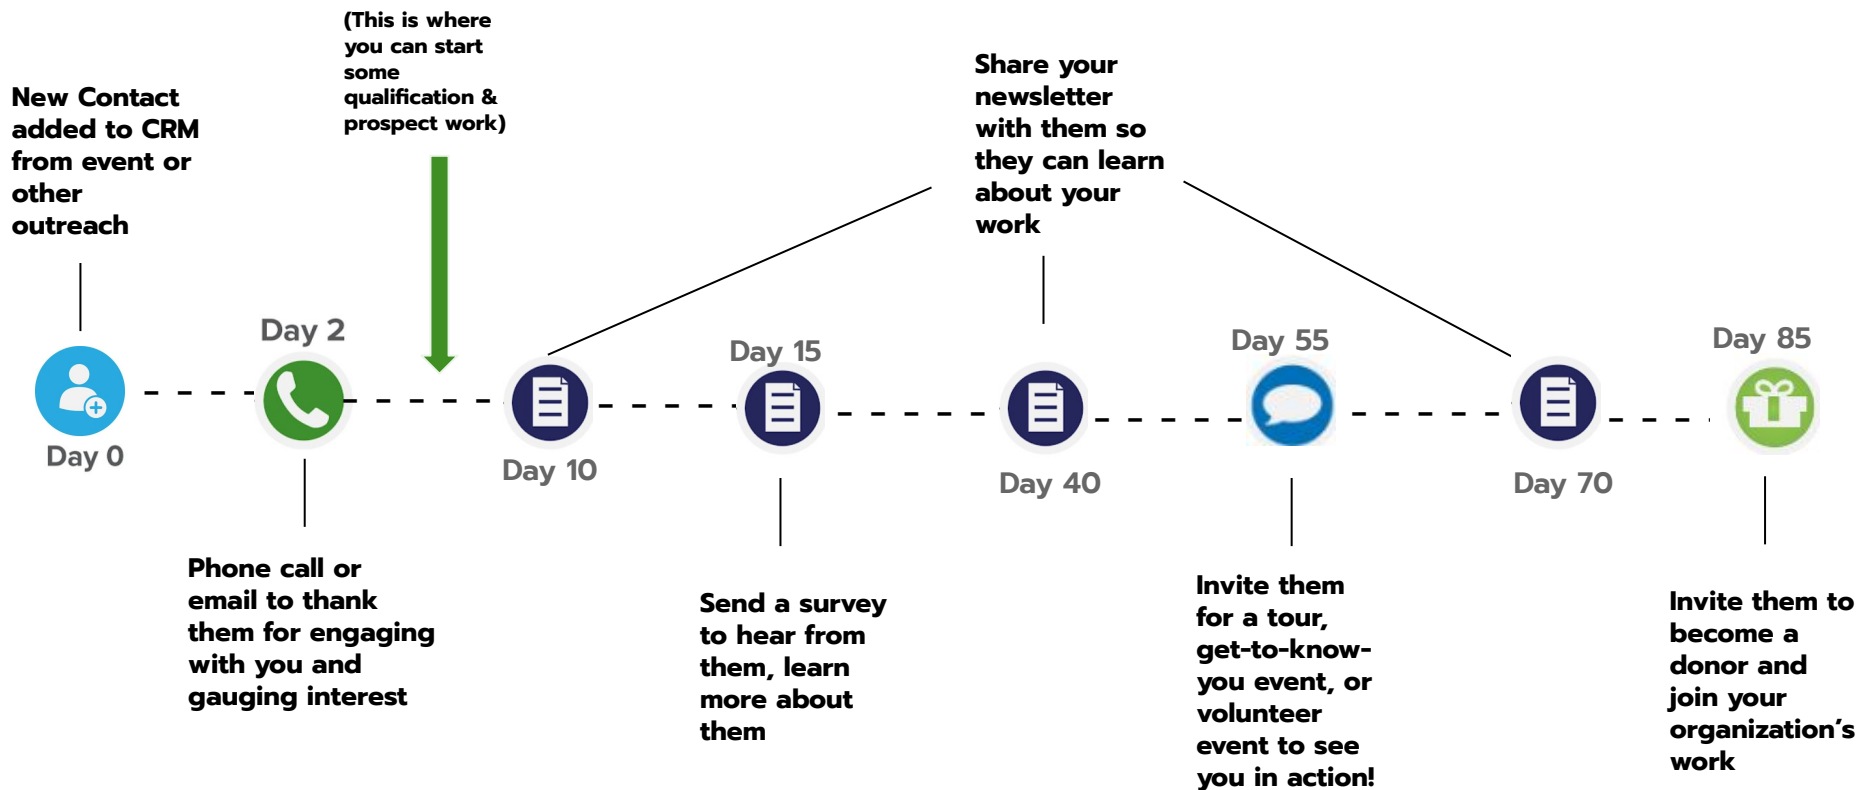 (This is where
you can start
some
qualification &
prospect work)
New Contact
added to CRM
from event or
other
outreach
Share your
newsletter
with them so
they can learn
about your
work
Day 0
Day 2
Day 10
Day 15
Day 40
Day 55
Day 70
Day 85
Phone call or
email to thank
them for engaging
with you and
gauging interest
Send a survey
to hear from
them, learn
more about
them
Invite them
for a tour,
get-to-know-
you event, or
volunteer
event to see
you in action!
Invite them to
become a
donor and
join your
organization's
work